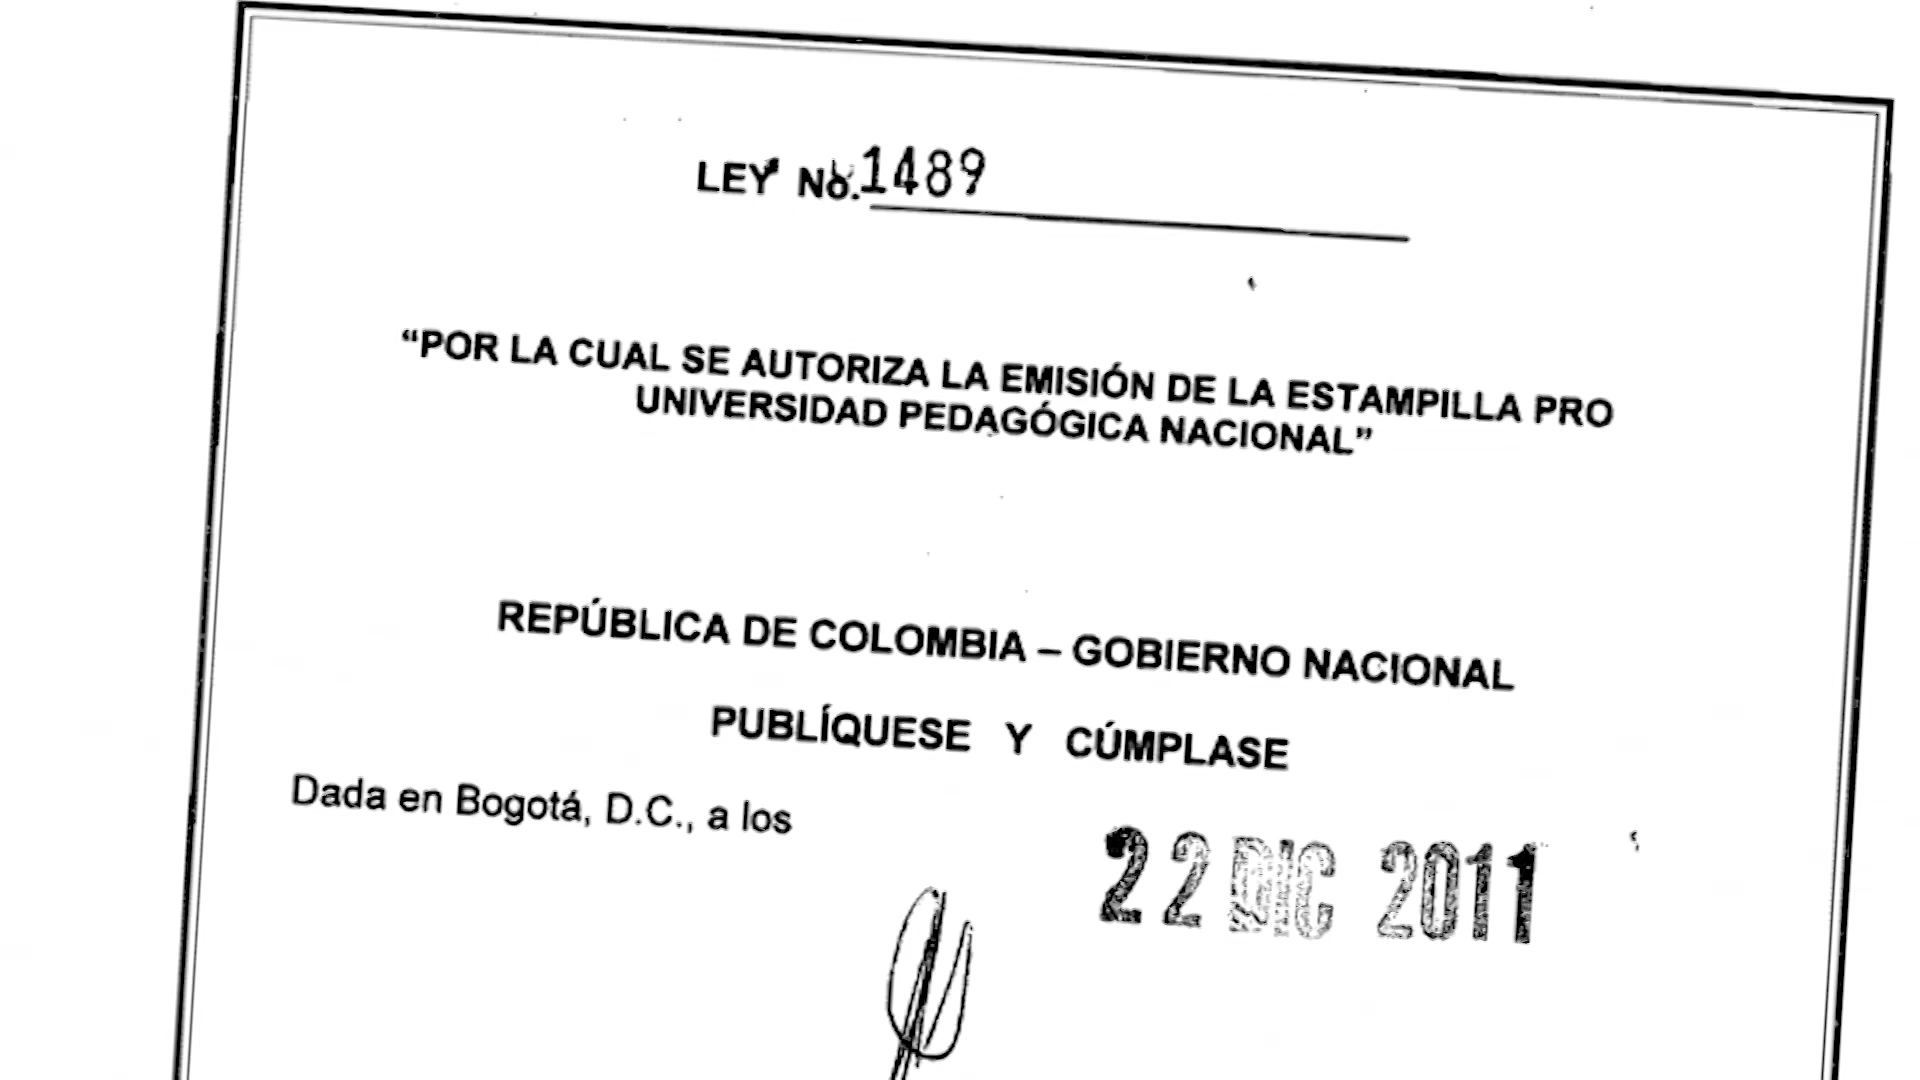 LEY No. 1489
“POR LA CUAL SE AUTORIZA LA EMISIÓN DE LA ESTAMPILLA PRO
UNIVERSIDAD PEDAGÓGICA NACIONAL”
REPÚBLICA DE COLOMBIA – GOBIERNO NACIONAL
PUBLÍQUESE Y CÚMPLASE
Dada en Bogotá, D.C., a los
22 DIC 2011